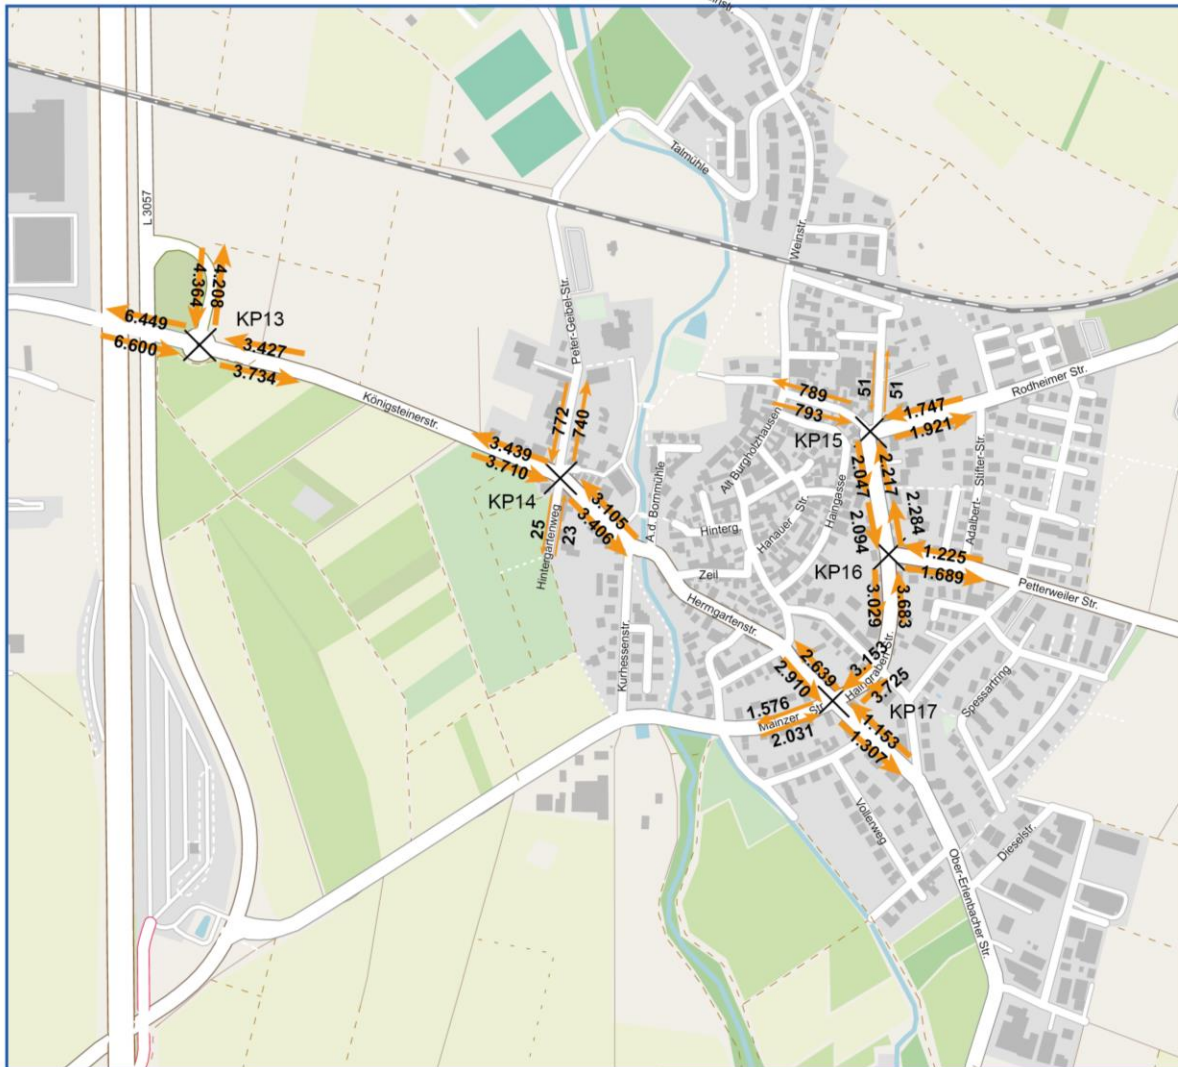 Talmühle
L 3057
Weinstr.
Peter-Geibel-Str.
4.364
4.208
6.449
6.600
KP13
3.427
3.734
Königsteinerstr.
772
740
3.439
3.710
KP14
25
23
Hintergartenweg
3.105
3.406
A.d. Bornmühle
789
793
51
51
1.747
1.921
Rodheimer Str.
KP15
Alt Burgholzhausen
Haingasse
Hanauer Str.
Hinterg
Zeil
2.047
2.217
2.094
2.284
Adalbert-Stifter-Str
KP16
1.225
1.689
Petterweiler Str.
3.029
3.683
Herrngartenstr.
Kurhessenstr.
2.639
2.910
3.153
3.725
Haingraben Str.
KP17
1.576
2.031
Mainzer Str
1.153
1.307
Spessartring
Vollerweg
Dieselstr.
Ober-Erlenbacher Str.